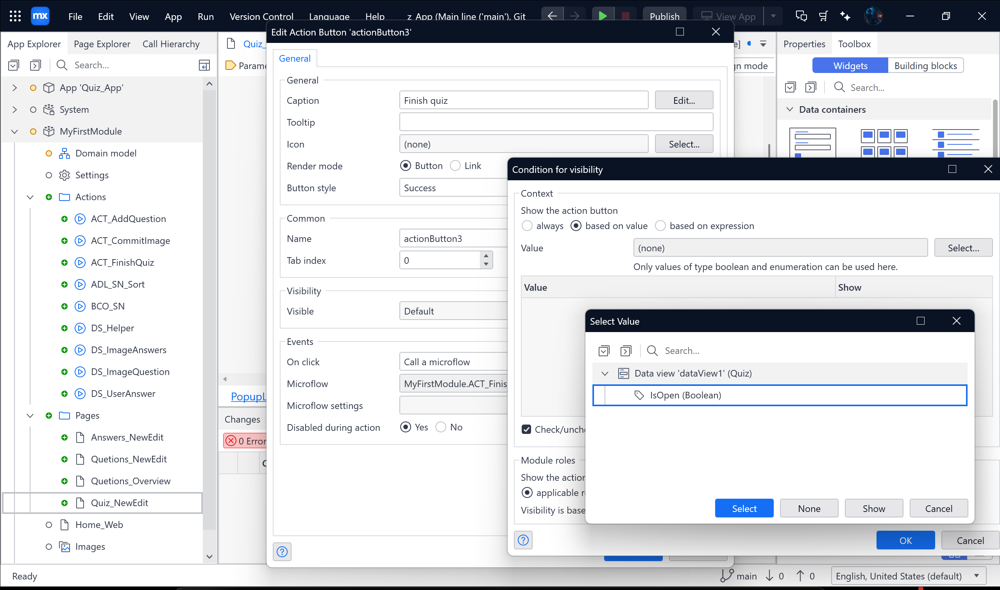 mx File Edit View App Run Version Control Language Help z_App (Main line ('main'), Git Publish View App
App Explorer Page Explorer Call Hierarchy
Search...
App 'Quiz_App'
System
MyFirstModule
Domain model
Settings
Actions
ACT_AddQuestion
ACT_CommitImage
ACT_FinishQuiz
ADL_SN_Sort
BCO_SN
DS_Helper
DS_ImageAnswers
DS_ImageQuestion
DS_UserAnswer
Pages
Answers_NewEdit
Quetions_NewEdit
Quetions_Overview
Quiz_NewEdit
Home_Web
Images
Quiz_
Parame
PopupL
Changes
0 Error
Edit Action Button 'actionButton3'
General
General
Caption Finish quiz Edit...
Tooltip
Icon (none) Select...
Render mode Button Link
Button style Success
Common
Name actionButton3
Tab index 0
Visibility
Visible Default
Events
On click Call a microflow
Microflow MyFirstModule.ACT_Finis
Microflow settings
Disabled during action Yes No
e]
gn mode
Properties Toolbox
Widgets Building blocks
Search...
Data containers
Condition for visibility
Context
Show the action button
always based on value based on expression
Value (none) Select...
Only values of type boolean and enumeration can be used here.
Value Show
Check/unche
Module roles
Show the action
applicable r
Visibility is base
OK Cancel
Select Value
Search...
Data view 'dataView1' (Quiz)
IsOpen (Boolean)
Select None Show Cancel
Ready main 0 0 English, United States (default)